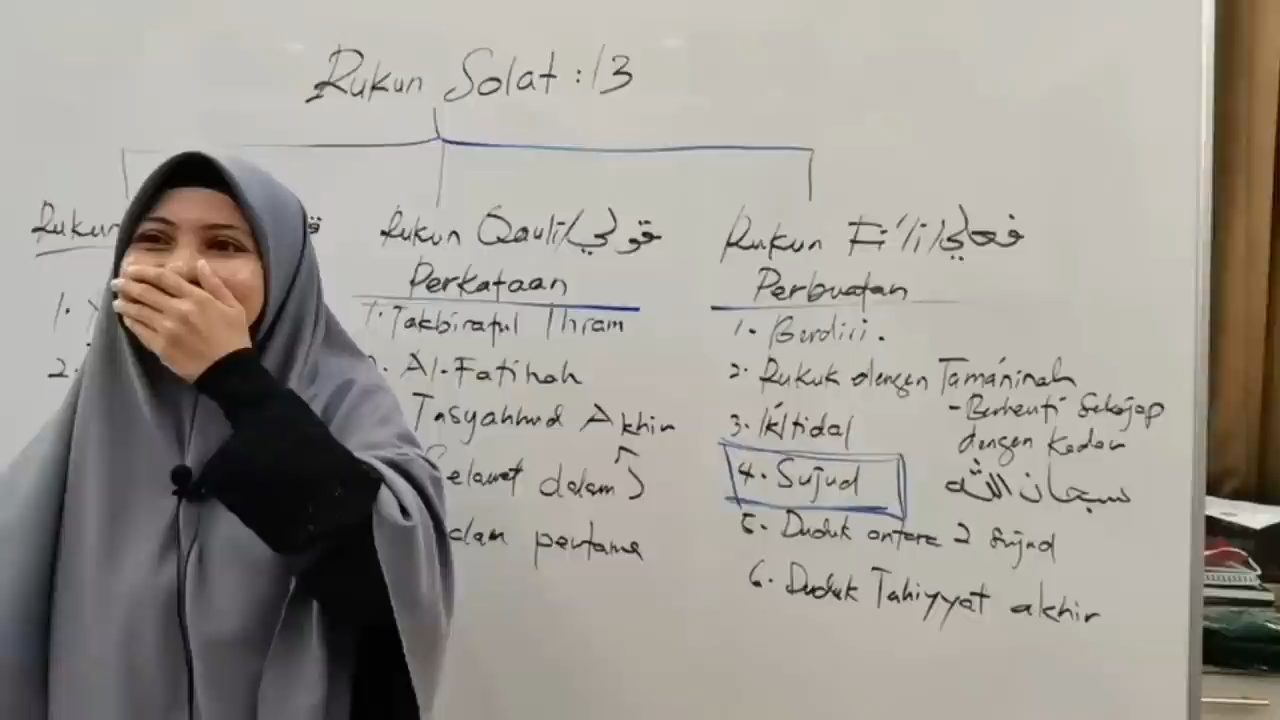 Rukun Solat : 13
Rukun
Rukun Qauli/قولي
Perkataan
1. Takbiratul Ihram
Al-Fatihah
Tasyahhud Akhir
Selawat dalam 3
pertama
Rukun Fi'li/فعلي
Perbuatan
1. Berdiri.
2. Rukuk dengan Tamáninah
- Berhenti Sekejap
dengan Kadar
سبحان الله
3. Iktidal
4. Sujud
5. Duduk antara 2 Sujud
6. Duduk Tahiyyat akhir
1.
2.